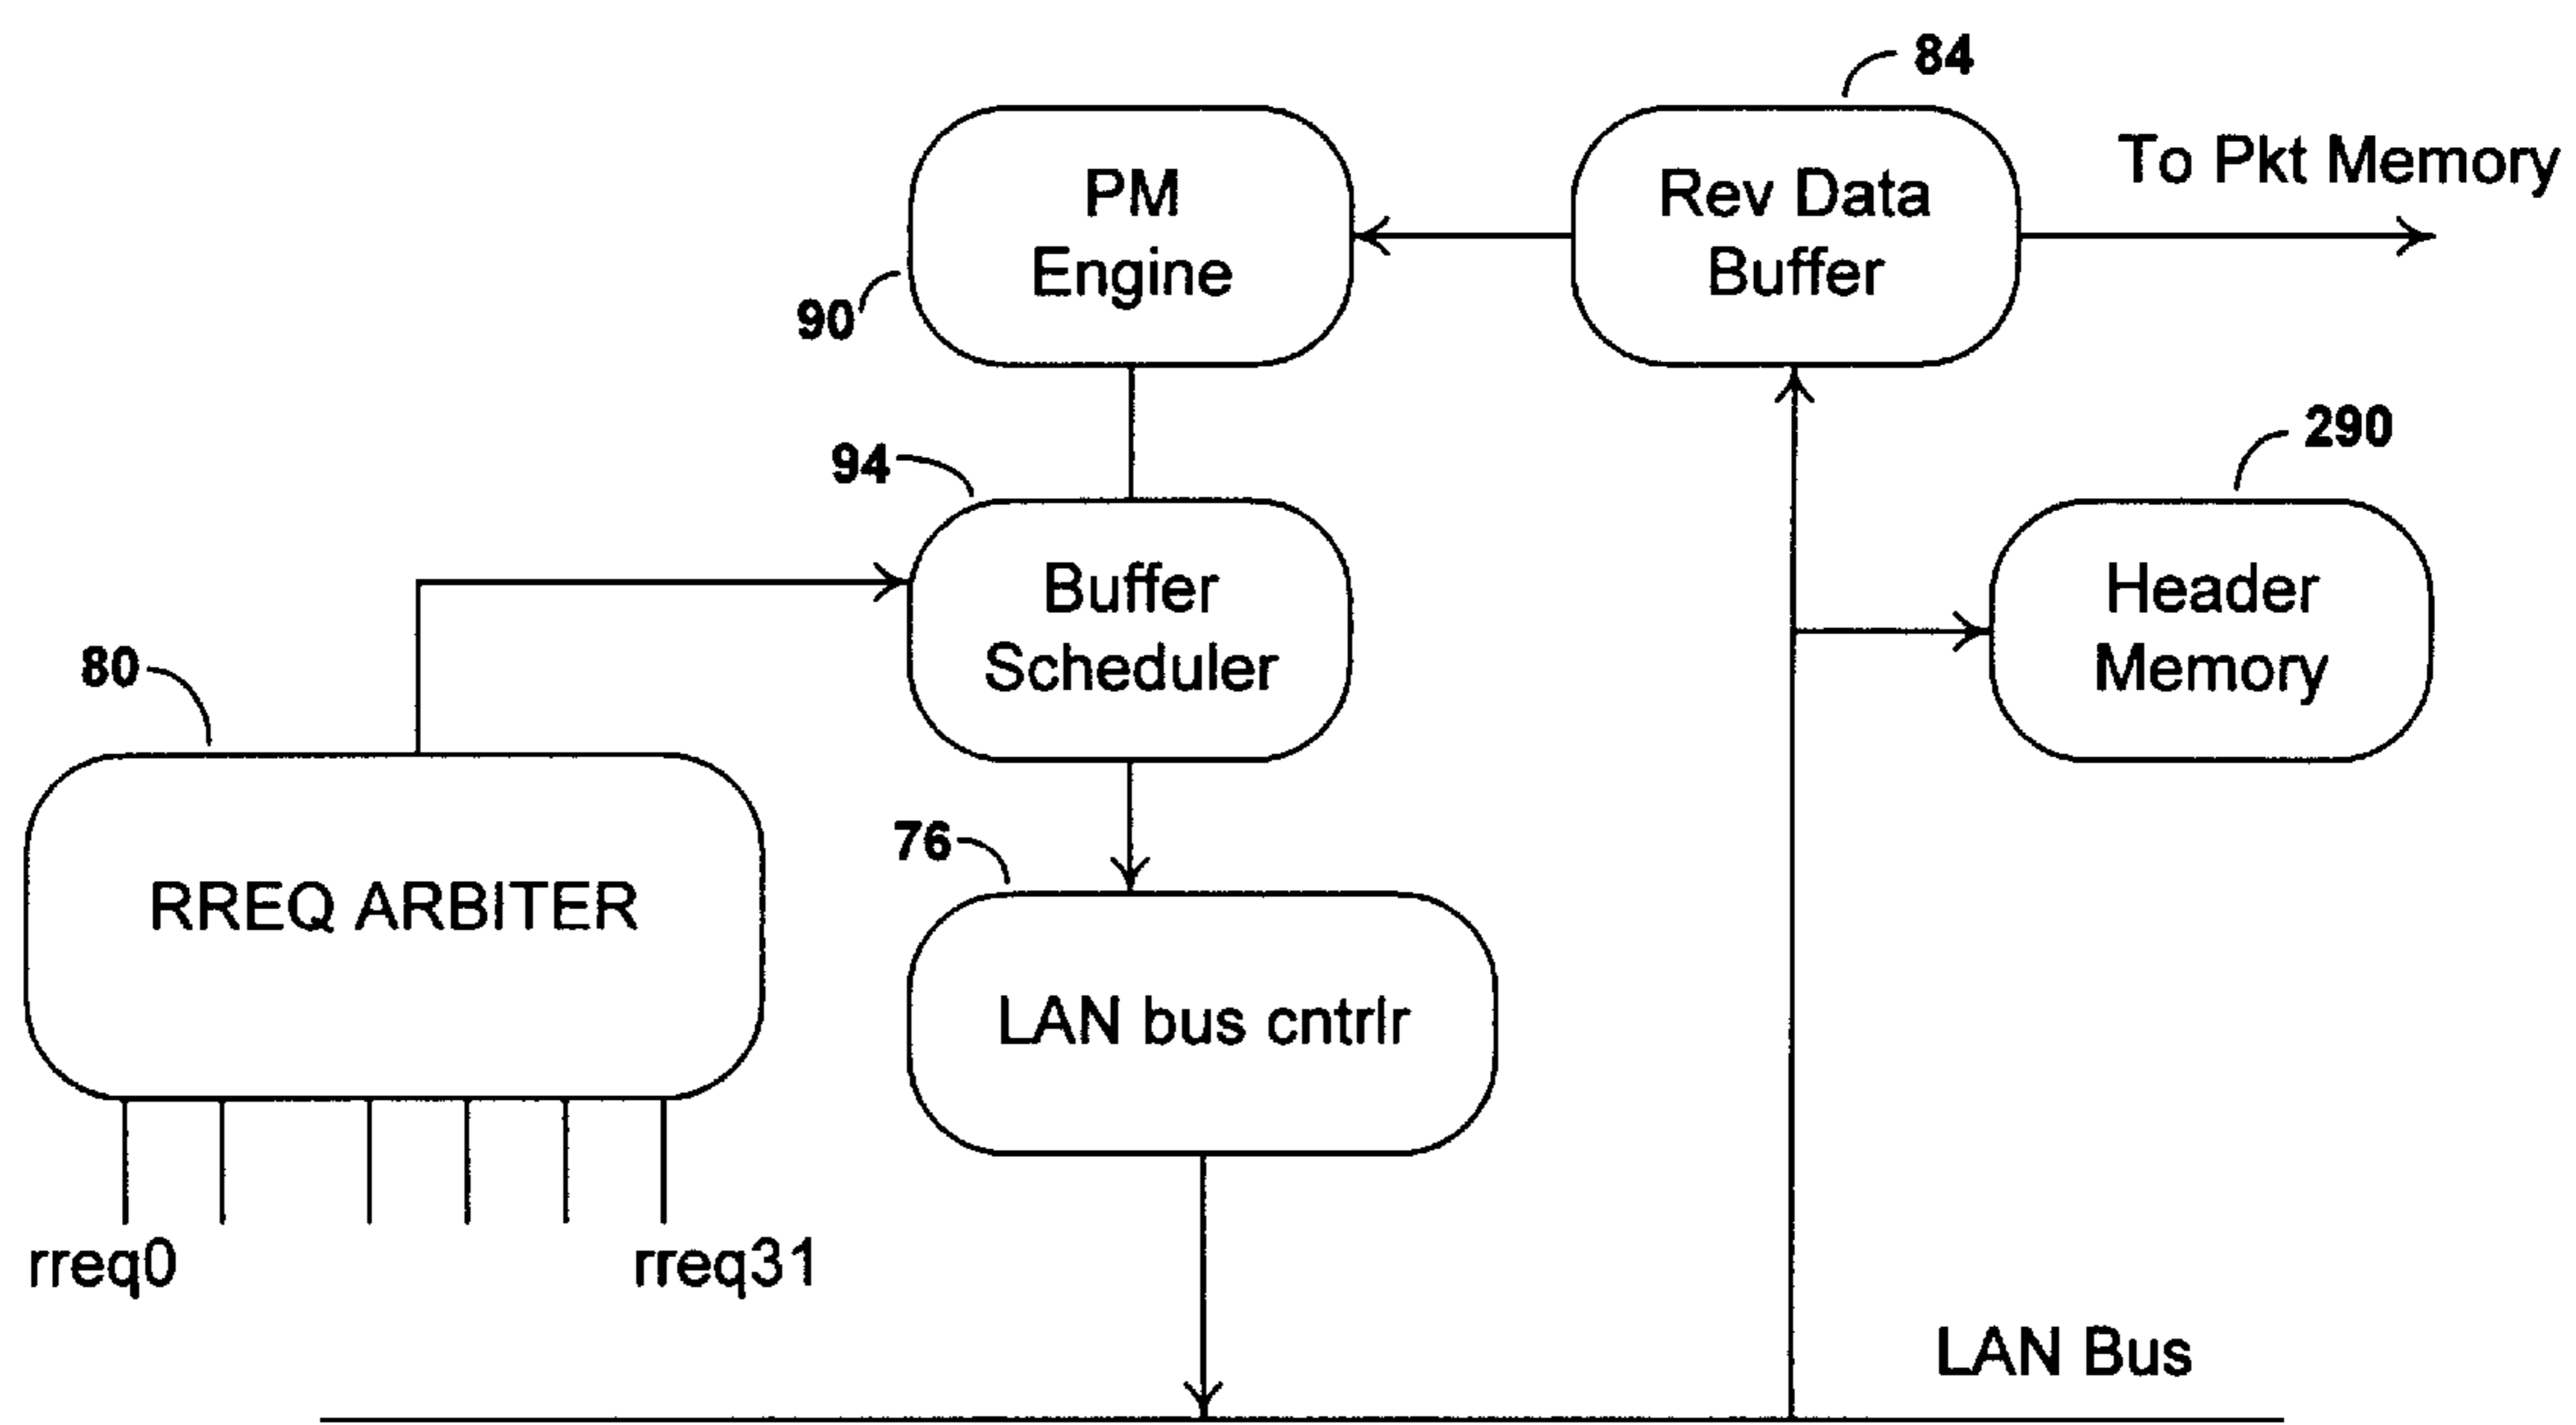 84
To Pkt Memory
PM
Engine
Rev Data
Buffer
90
290
94
Buffer
Scheduler
Header
Memory
80
76
RREQ ARBITER
LAN bus cntrlr
rreq0
rreq31
LAN Bus